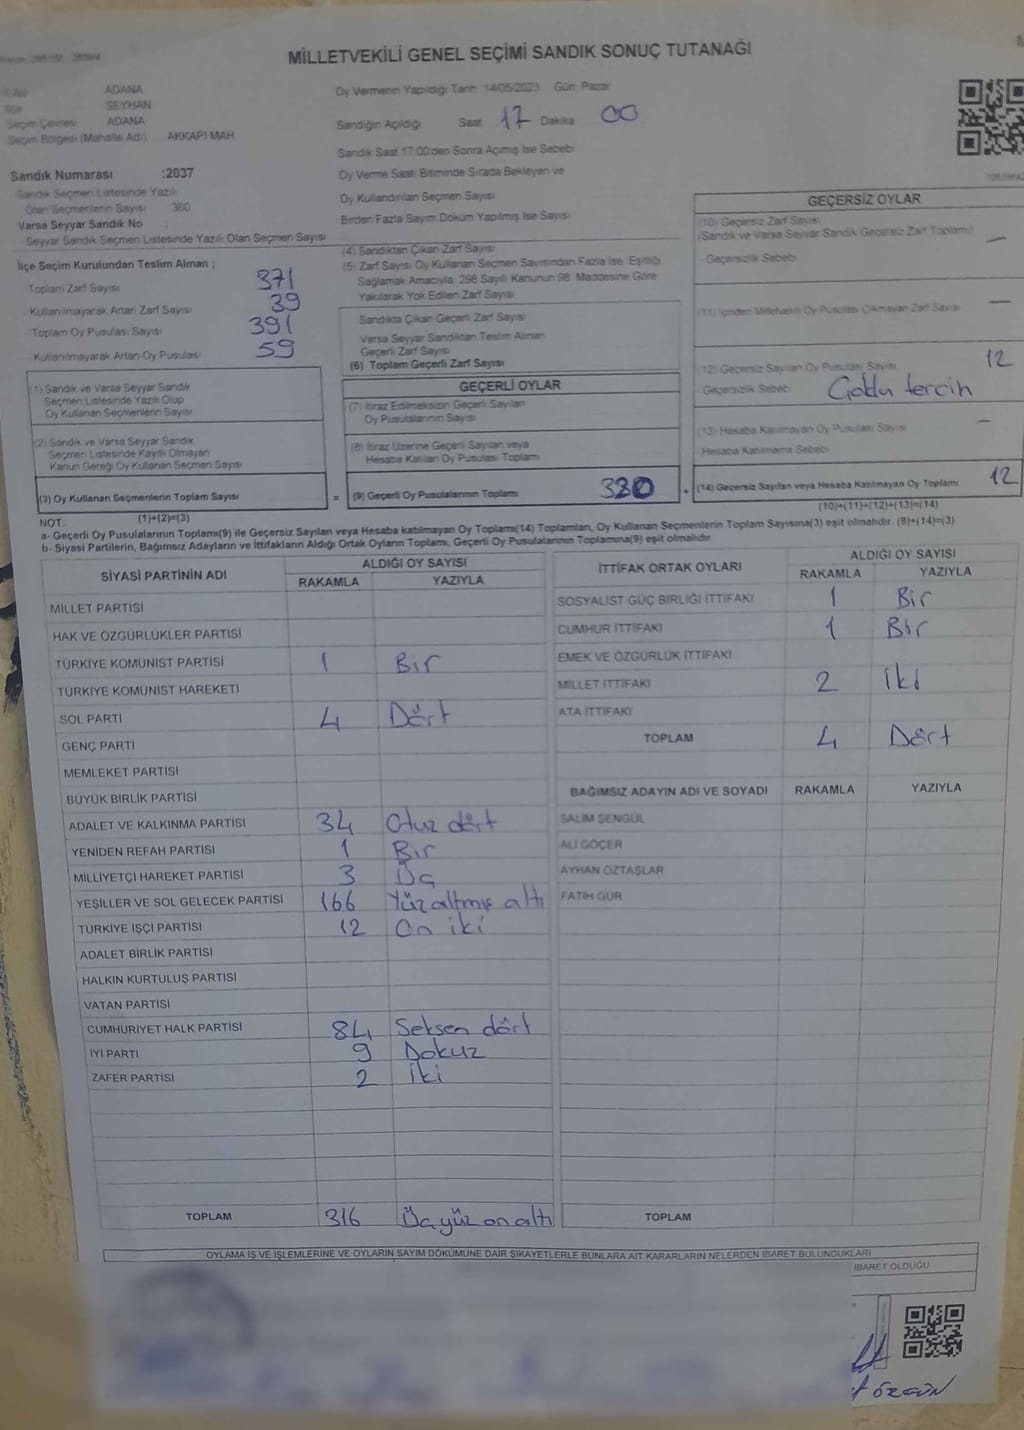 MİLLETVEKİLİ GENEL SEÇİMİ SANDIK SONUÇ TUTANAĞI
ADANA
İlçe SEYHAN
Seçim Çevresi ADANA
Seçim Bölgesi (Mahalle Adı) AKKAPI MAH.
Sandık Numarası :2037
Sandık Seçmen Listesinde Yazılı
Olan Seçmenlerin Sayısı 360
Varsa Seyyar Sandık No
Seyyar Sandık Seçmen Listesinde Yazılı Olan Seçmen Sayısı
İlçe Seçim Kurulundan Teslim Alınan ;
Toplam Zarf Sayısı 371
- Kullanılmayarak Artan Zarf Sayısı 39
- Toplam Oy Pusulası Sayısı 391
- Kullanılmayarak Artan Oy Pusulası 59
(1) Sandık ve Varsa Seyyar Sandık
Seçmen Listesinde Yazılı Olup
Oy Kullanan Seçmenlerin Sayısı
(2) Sandık ve Varsa Seyyar Sandık
Seçmen Listesinde Kayıtlı Olmayan
Kanun Gereği Oy Kullanan Seçmen Sayısı
(3) Oy Kullanan Seçmenlerin Toplam Sayısı
(1)+(2)=(3)
Oy Vermenin Yapıldığı Tarih :14/05/2023 Gün: Pazar
Sandığın Açıldığı Saat 17 Dakika 00
Sandık Saat 17:00'den Sonra Açımış İse Sebebi
Oy Verme Saati Bitiminde Sırada Bekleyen ve
Oy Kullandırılan Seçmen Sayısı
Birden Fazla Sayım Döküm Yapılmış İse Sayısı
(4) Sandıktan Çıkan Zarf Sayısı
(5) Zarf Sayısı Oy Kullanan Seçmen Sayısından Fazla İse, Eşitliği
Sağlamak Amacıyla 298 Sayılı Kanunun 98. Maddesine Göre
Yakılarak Yok Edilen Zarf Sayısı
Sandıkta Çıkan Geçerli Zarf Sayısı
Varsa Seyyar Sandıktan Teslim Alınan
Geçerli Zarf Sayısı
(6) Toplam Geçerli Zarf Sayısı
GEÇERLİ OYLAR
(7) İtiraz Edilmeksizin Geçerli Sayılan
Oy Pusulalarının Sayısı
(8) İtiraz Üzerine Geçerli Sayılan veya
Hesaba Katılan Oy Pusulası Toplamı
= (9) Geçerli Oy Pusulalarının Toplamı 320
GEÇERSİZ OYLAR
(10) Geçersiz Zarf Sayısı
(Sandık ve Varsa Seyyar Sandık Geçersiz Zarf Toplamı) —
- Geçersizlik Sebebi
(11) İçinden Milletvekili Oy Pusulası Çıkmayan Zarf Sayısı —
(12) Geçersiz Sayılan Oy Pusulası Sayısı 12
- Geçersizlik Sebebi
(13) Hesaba Katılmayan Oy Pusulası Sayısı —
- Hesaba Katılmama Sebebi
+ (14) Geçersiz Sayılan veya Hesaba Katılmayan Oy Toplamı 12
(10)+(11)+(12)+(13)=(14)
NOT:
a- Geçerli Oy Pusulalarının Toplamı(9) ile Geçersiz Sayılan veya Hesaba katılmayan Oy Toplamı(14) Toplamları, Oy Kullanan Seçmenlerin Toplam Sayısına(3) eşit olmalıdır. (9)+(14)=(3)
b- Siyasi Partilerin, Bağımsız Adayların ve İttifakların Aldığı Ortak Oyların Toplamı, Geçerli Oy Pusulalarının Toplamına(9) eşit olmalıdır.
SİYASİ PARTİNİN ADI ALDIĞI OY SAYISI
RAKAMLA YAZIYLA
MİLLET PARTİSİ
HAK VE ÖZGÜRLÜKLER PARTİSİ
TÜRKİYE KOMÜNİST PARTİSİ 1 Bir
TÜRKİYE KOMÜNİST HAREKETİ
SOL PARTİ 4 Dört
GENÇ PARTİ
MEMLEKET PARTİSİ
BÜYÜK BİRLİK PARTİSİ
ADALET VE KALKINMA PARTİSİ 34 Otuz dört
YENİDEN REFAH PARTİSİ 1 Bir
MİLLİYETÇİ HAREKET PARTİSİ 3 Üç
YEŞİLLER VE SOL GELECEK PARTİSİ 166 Yüzaltmış altı
TÜRKİYE İŞÇİ PARTİSİ 12 On iki
ADALET BİRLİK PARTİSİ
HALKIN KURTULUŞ PARTİSİ
VATAN PARTİSİ
CUMHURİYET HALK PARTİSİ 84 Seksen dört
İYİ PARTİ 9 Dokuz
ZAFER PARTİSİ 2 İki
TOPLAM 316 Üçyüz onaltı
İTTİFAK ORTAK OYLARI ALDIĞI OY SAYISI
RAKAMLA YAZIYLA
SOSYALİST GÜÇ BİRLİĞİ İTTİFAKI 1 Bir
CUMHUR İTTİFAKI 1 Bir
EMEK VE ÖZGÜRLÜK İTTİFAKI
MİLLET İTTİFAKI 2 İki
ATA İTTİFAKI
TOPLAM 4 Dört
BAĞIMSIZ ADAYIN ADI VE SOYADI RAKAMLA YAZIYLA
SALİM ŞENGÜL
ALİ GÖÇER
AYHAN ÖZTAŞLAR
FATİH GÜR
TOPLAM
OYLAMA İŞ VE İŞLEMLERİNE VE OYLARIN SAYIM DÖKÜMÜNE DAİR ŞİKAYETLERLE BUNLARA AİT KARARLARIN NELERDEN İBARET BULUNDUKLARI
İBARET OLDUĞU
ÖZGÜN